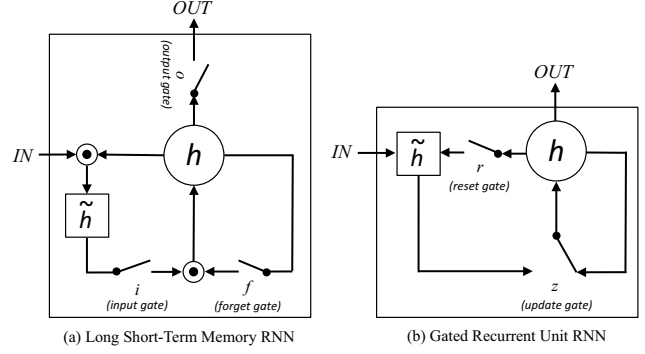 OUT
o
(output gate)
IN
h
h̃
i
(input gate)
f
(forget gate)
(a) Long Short-Term Memory RNN
OUT
IN
h̃
r
(reset gate)
h
z
(update gate)
(b) Gated Recurrent Unit RNN